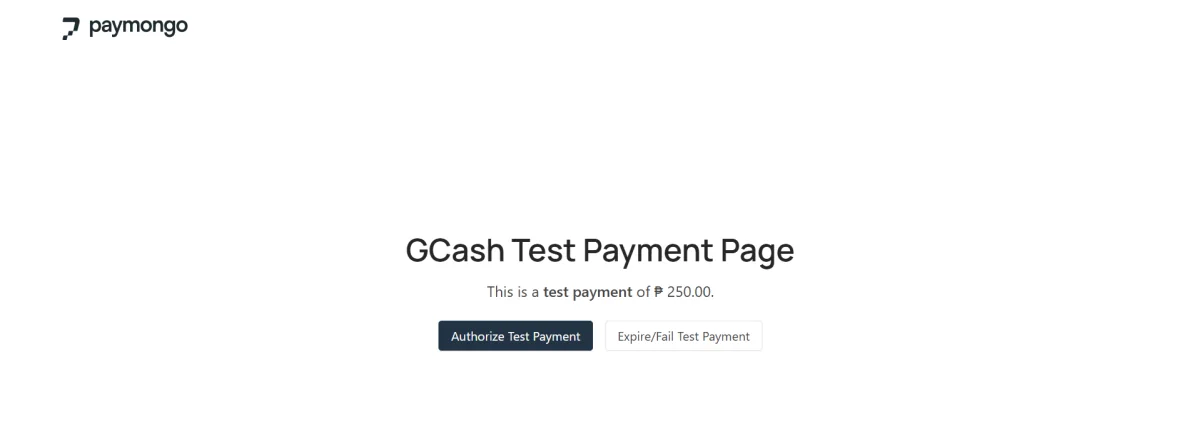 paymongo
GCash Test Payment Page
This is a test payment of ₱ 250.00.
Authorize Test Payment
Expire/Fail Test Payment